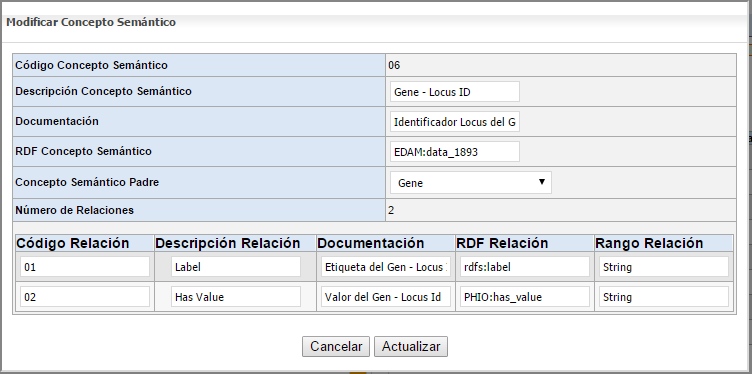 Modificar Concepto Semántico
Código Concepto Semántico 06
Descripción Concepto Semántico Gene - Locus ID
Documentación Identificador Locus del G
RDF Concepto Semántico EDAM:data_1893
Concepto Semántico Padre Gene
Número de Relaciones 2
Código Relación Descripción Relación Documentación RDF Relación Rango Relación
01 Label Etiqueta del Gen - Locus rdfs:label String
02 Has Value Valor del Gen - Locus Id PHIO:has_value String
Cancelar Actualizar